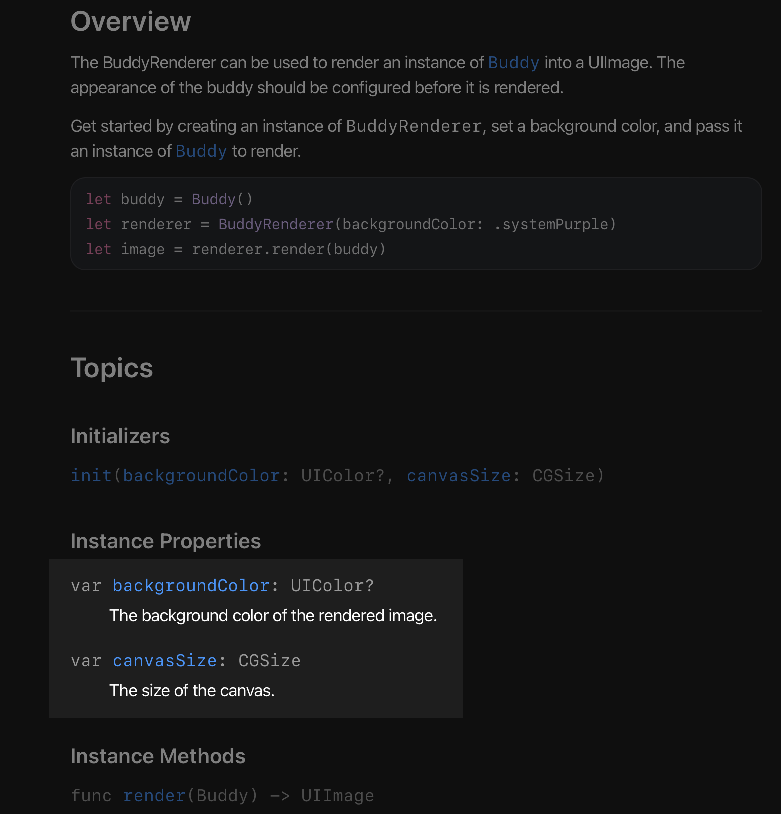 Overview
The BuddyRenderer can be used to render an instance of Buddy into a UIImage. The
appearance of the buddy should be configured before it is rendered.
Get started by creating an instance of BuddyRenderer, set a background color, and pass it
an instance of Buddy to render.
let buddy = Buddy()
let renderer = BuddyRenderer(backgroundColor: .systemPurple)
let image = renderer.render(buddy)
Topics
Initializers
init(backgroundColor: UIColor?, canvasSize: CGSize)
Instance Properties
var backgroundColor: UIColor?
The background color of the rendered image.
var canvasSize: CGSize
The size of the canvas.
Instance Methods
func render(Buddy) -> UIImage